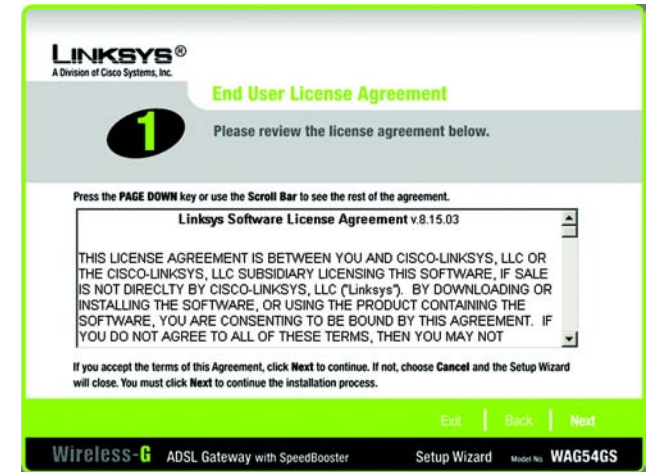 LINKSYS®
A Division of Cisco Systems, Inc.
End User License Agreement
1
Please review the license agreement below.
Press the PAGE DOWN key or use the Scroll Bar to see the rest of the agreement.
Linksys Software License Agreement v.8.15.03
THIS LICENSE AGREEMENT IS BETWEEN YOU AND CISCO-LINKSYS, LLC OR
THE CISCO-LINKSYS, LLC SUBSIDIARY LICENSING THIS SOFTWARE, IF SALE
IS NOT DIRECLTY BY CISCO-LINKSYS, LLC ("Linksys"). BY DOWNLOADING OR
INSTALLING THE SOFTWARE, OR USING THE PRODUCT CONTAINING THE
SOFTWARE, YOU ARE CONSENTING TO BE BOUND BY THIS AGREEMENT. IF
YOU DO NOT AGREE TO ALL OF THESE TERMS, THEN YOU MAY NOT
If you accept the terms of this Agreement, click Next to continue. If not, choose Cancel and the Setup Wizard
will close. You must click Next to continue the installation process.
Exit | Back | Next
Wireless-G ADSL Gateway with SpeedBooster Setup Wizard Model No. WAG54GS